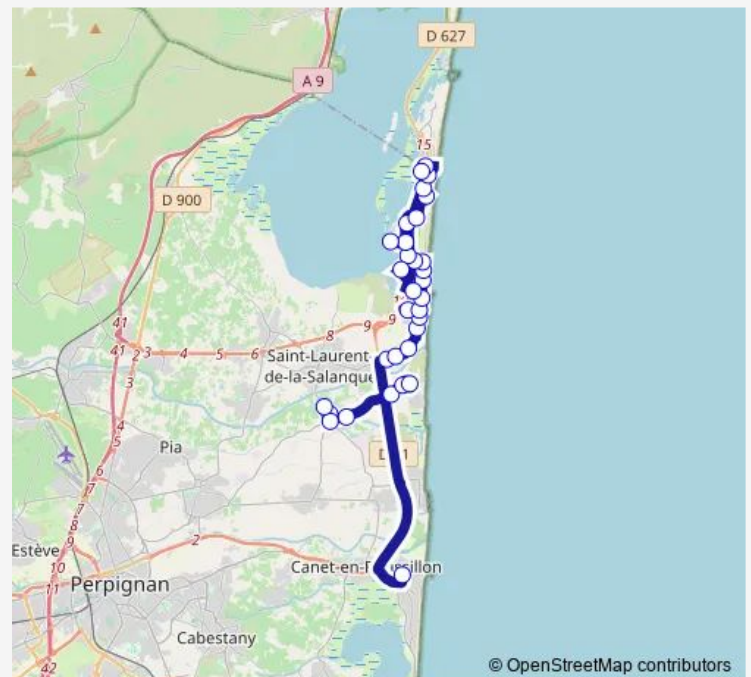 D 627
A 9
15
D 900
41
41
2
3
4
5
6
8
9
9
3
Saint-Laurent-
de-la-Salanque
4
5
6
7
7
8
9
Pia
Estève
10
11
2
Canet-en-Roussillon
Perpignan
Cabestany
42
© OpenStreetMap contributors